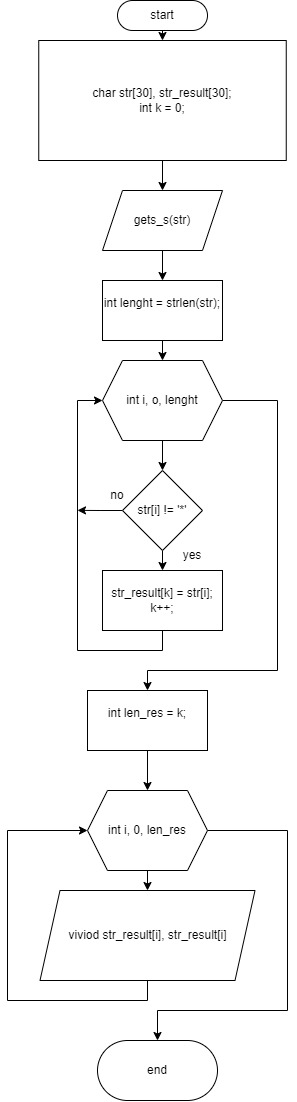 start
char str[30], str_result[30];
int k = 0;
gets_s(str)
int lenght = strlen(str);
int i, o, lenght
no
str[i] != '*'
yes
str_result[k] = str[i];
k++;
int len_res = k;
int i, 0, len_res
viviod str_result[i], str_result[i]
end